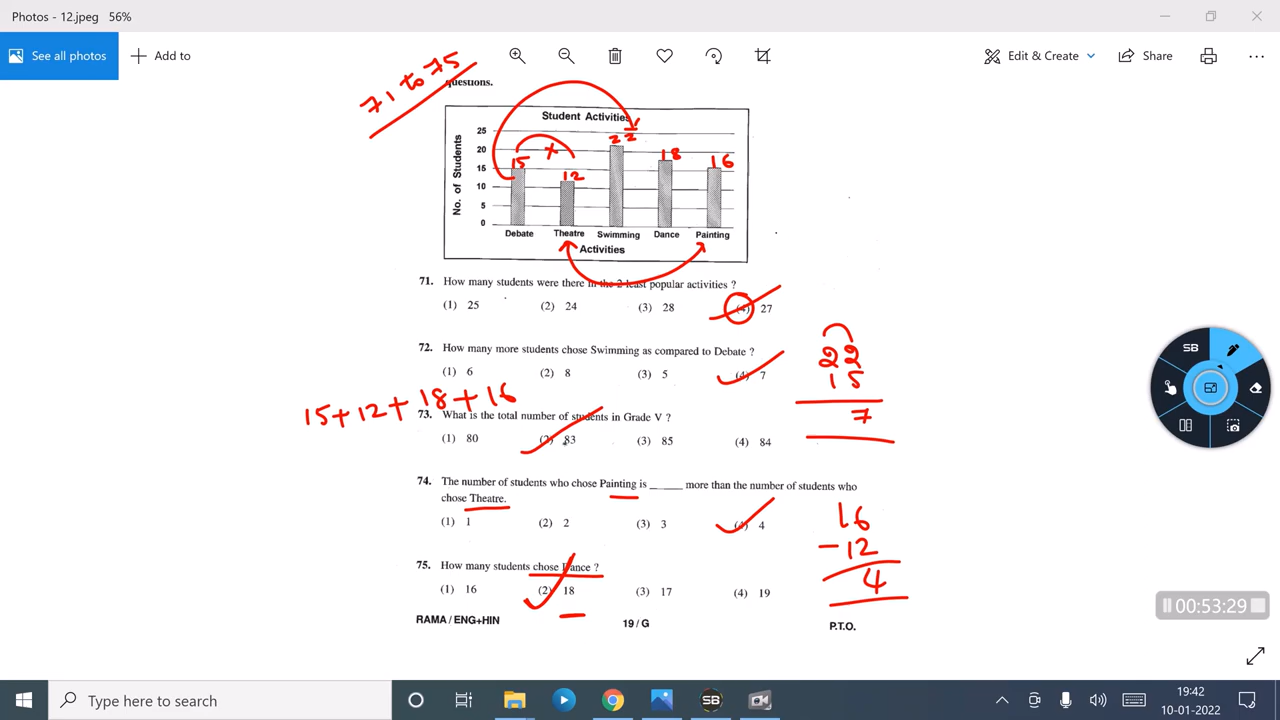 Photos - 12.jpeg 56%
See all photos
Add to
Edit & Create
Share
71 to 75
questions.
Student Activities
No. of Students
25
20
15
10
5
0
15
12
22
18
16
Debate Theatre Swimming Dance Painting
Activities
71. How many students were there in the 2 least popular activities ?
(1) 25 (2) 24 (3) 28 (4) 27
72. How many more students chose Swimming as compared to Debate ?
(1) 6 (2) 8 (3) 5 (4) 7
22
15
7
15+12+18+16
73. What is the total number of students in Grade V ?
(1) 80 (2) 83 (3) 85 (4) 84
74. The number of students who chose Painting is _____ more than the number of students who
chose Theatre.
(1) 1 (2) 2 (3) 3 (4) 4
16
-12
4
75. How many students chose Dance ?
(1) 16 (2) 18 (3) 17 (4) 19
RAMA / ENG+HIN 19 / G P.T.O.
SB
00:53:29
Type here to search
SB
19:42
10-01-2022